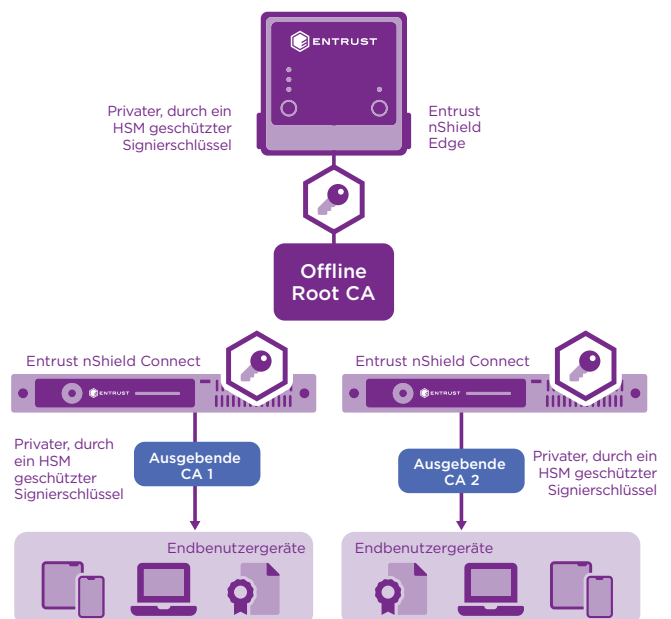 ENTRUST
Privater, durch ein
HSM geschützter
Signierschlüssel
Entrust
nShield
Edge
Offline
Root CA
Entrust nShield Connect
Entrust nShield Connect
ENTRUST
ENTRUST
Privater, durch
ein HSM
geschützter
Signierschlüssel
Ausgebende
CA 1
Ausgebende
CA 2
Privater, durch ein
HSM geschützter
Signierschlüssel
Endbenutzergeräte
Endbenutzergeräte